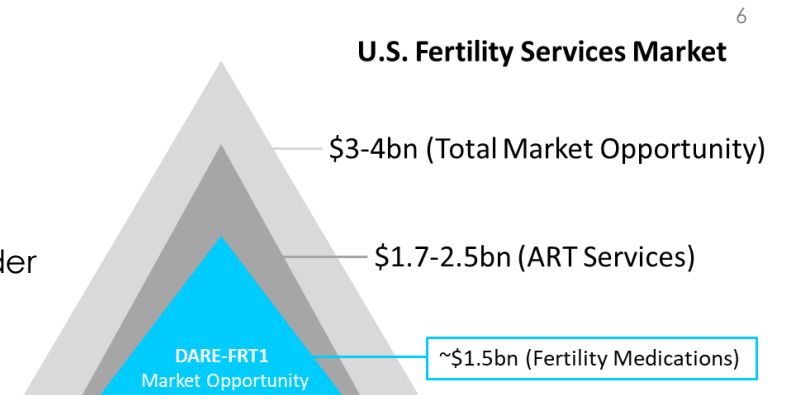 6
U.S. Fertility Services Market
$3-4bn (Total Market Opportunity)
$1.7-2.5bn (ART Services)
~$1.5bn (Fertility Medications)
DARE-FRT1
Market Opportunity